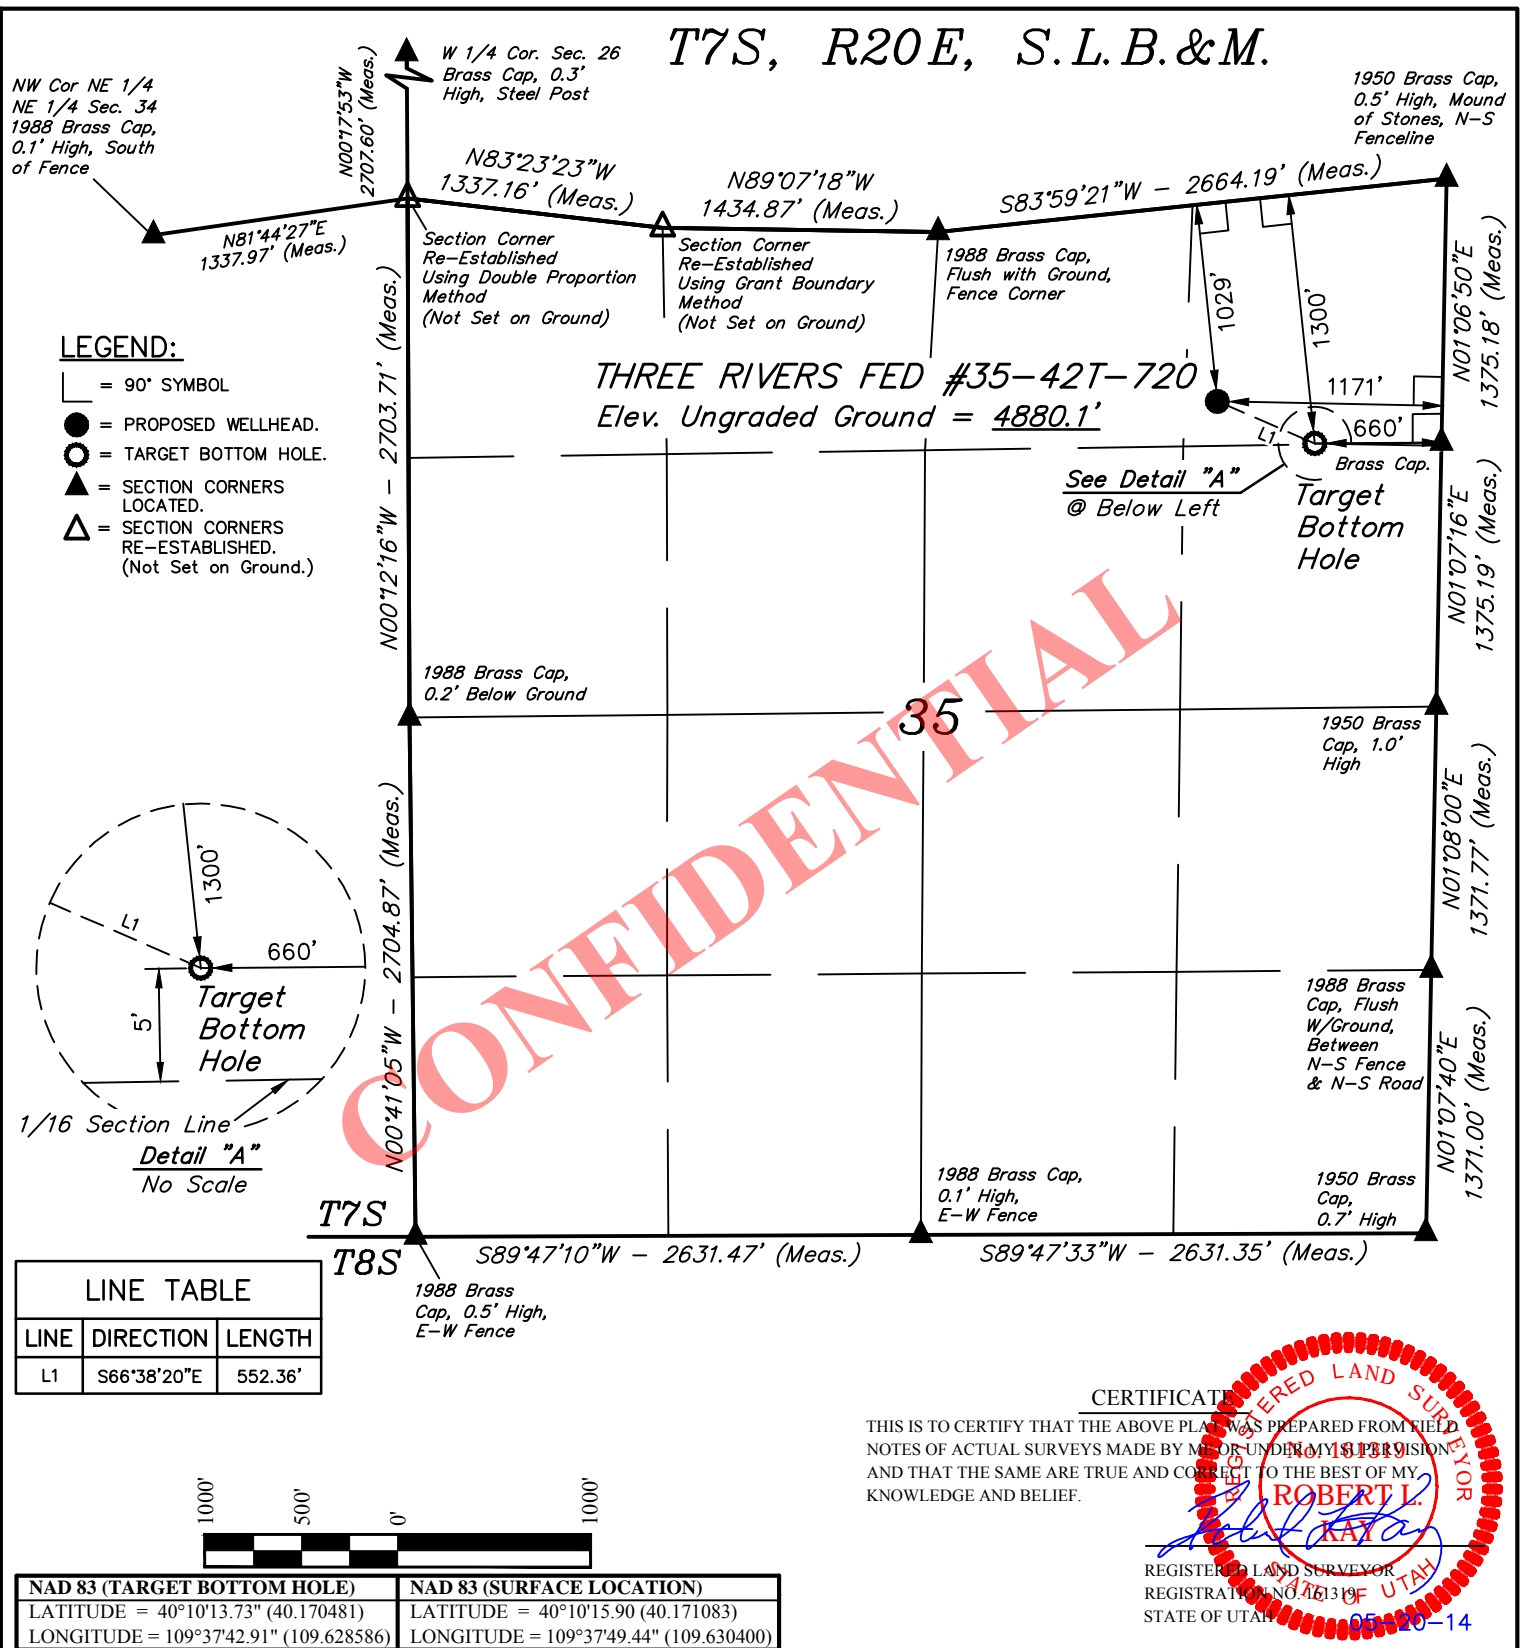 T7S, R20E, S.L.B.&M.
NW Cor NE 1/4
NE 1/4 Sec. 34
1988 Brass Cap,
0.1' High, South
of Fence
N00°17'53"W
2707.60' (Meas.)
W 1/4 Cor. Sec. 26
Brass Cap, 0.3'
High, Steel Post
1950 Brass Cap,
0.5' High, Mound
of Stones, N-S
Fenceline
N81°44'27"E
1337.97' (Meas.)
N83°23'23"W
1337.16' (Meas.)
N89°07'18"W
1434.87' (Meas.)
S83°59'21"W - 2664.19' (Meas.)
Section Corner
Re-Established
Using Double Proportion
Method
(Not Set on Ground)
Section Corner
Re-Established
Using Grant Boundary
Method
(Not Set on Ground)
1988 Brass Cap,
Flush with Ground,
Fence Corner
1029'
1300'
N01°06'50"E
1375.18' (Meas.)
LEGEND:
= 90° SYMBOL
= PROPOSED WELLHEAD.
= TARGET BOTTOM HOLE.
= SECTION CORNERS
LOCATED.
= SECTION CORNERS
RE-ESTABLISHED.
(Not Set on Ground.)
N00°12'16"W - 2703.71' (Meas.)
THREE RIVERS FED #35-42T-720
Elev. Ungraded Ground = 4880.1'
1171'
660'
L1
Brass Cap.
See Detail "A"
@ Below Left
Target
Bottom
Hole
N01°07'16"E
1375.19' (Meas.)
1988 Brass Cap,
0.2' Below Ground
35
1950 Brass
Cap, 1.0'
High
CONFIDENTIAL
N01°08'00"E
1371.77' (Meas.)
N00°41'05"W - 2704.87' (Meas.)
1300'
L1
660'
5'
Target
Bottom
Hole
1/16 Section Line
Detail "A"
No Scale
1988 Brass
Cap, Flush
W/Ground,
Between
N-S Fence
& N-S Road
N01°07'40"E
1371.00' (Meas.)
1988 Brass Cap,
0.1' High,
E-W Fence
1950 Brass
Cap,
0.7' High
T7S
T8S
S89°47'10"W - 2631.47' (Meas.)
S89°47'33"W - 2631.35' (Meas.)
1988 Brass
Cap, 0.5' High,
E-W Fence
LINE TABLE
LINE DIRECTION LENGTH
L1 S66°38'20"E 552.36'
CERTIFICATE
THIS IS TO CERTIFY THAT THE ABOVE PLAT WAS PREPARED FROM FIELD
NOTES OF ACTUAL SURVEYS MADE BY ME OR UNDER MY SUPERVISION
AND THAT THE SAME ARE TRUE AND CORRECT TO THE BEST OF MY
KNOWLEDGE AND BELIEF.
REGISTERED LAND SURVEYOR
No. 161319
ROBERT L.
KAY
STATE OF UTAH
REGISTERED LAND SURVEYOR
REGISTRATION NO. 161319
STATE OF UTAH
05-20-14
1000' 500' 0' 1000'
NAD 83 (TARGET BOTTOM HOLE)
LATITUDE = 40°10'13.73" (40.170481)
LONGITUDE = 109°37'42.91" (109.628586)
NAD 83 (SURFACE LOCATION)
LATITUDE = 40°10'15.90 (40.171083)
LONGITUDE = 109°37'49.44" (109.630400)